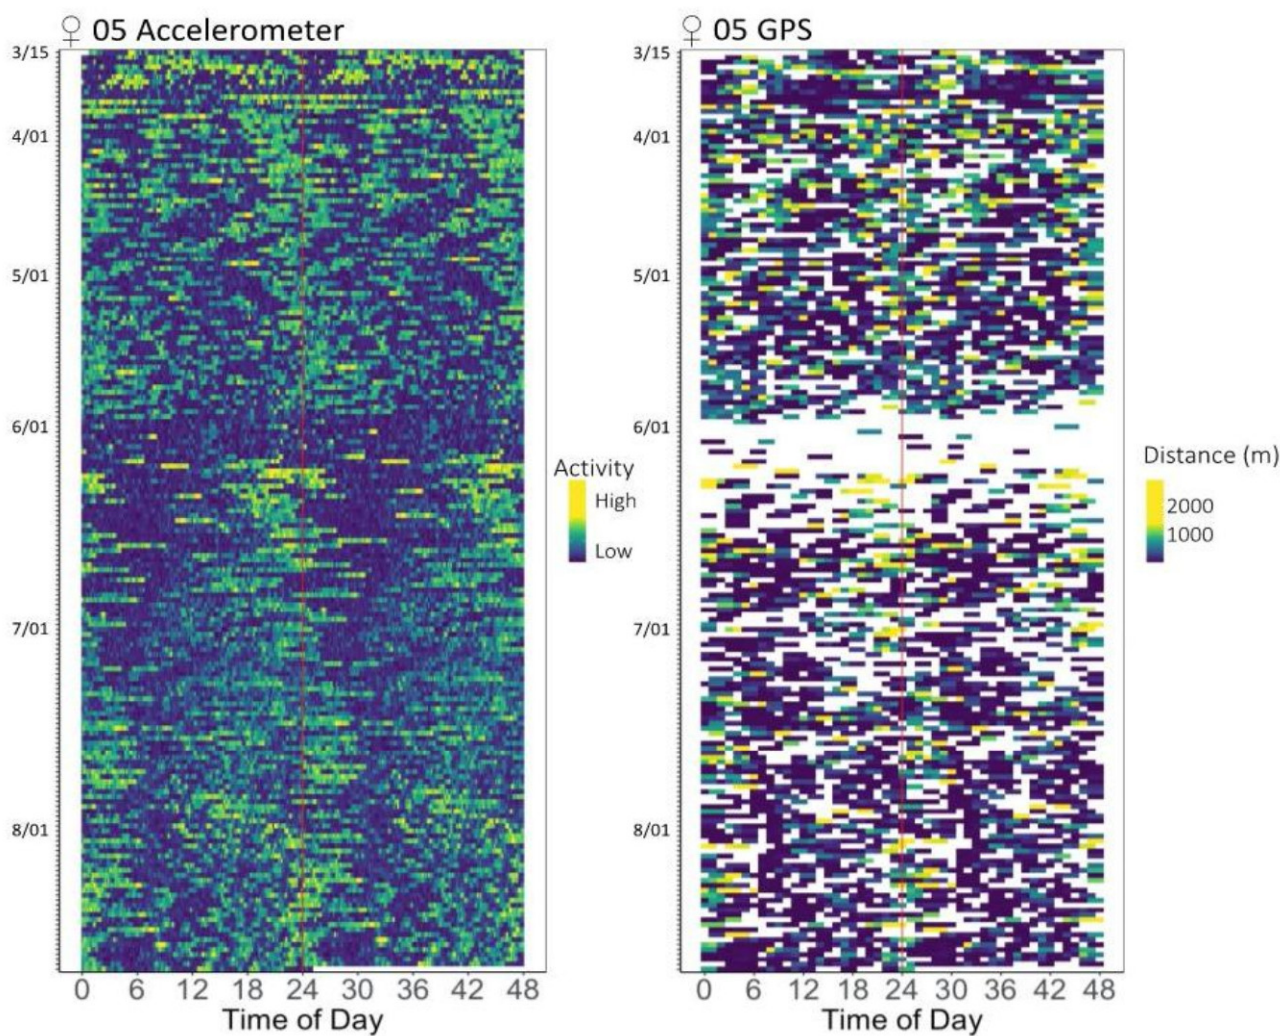 ♀ 05 Accelerometer
3/15
4/01
5/01
6/01
7/01
8/01
0 6 12 18 24 30 36 42 48
Time of Day
Activity
High
Low
♀ 05 GPS
3/15
4/01
5/01
6/01
7/01
8/01
0 6 12 18 24 30 36 42 48
Time of Day
Distance (m)
2000
1000